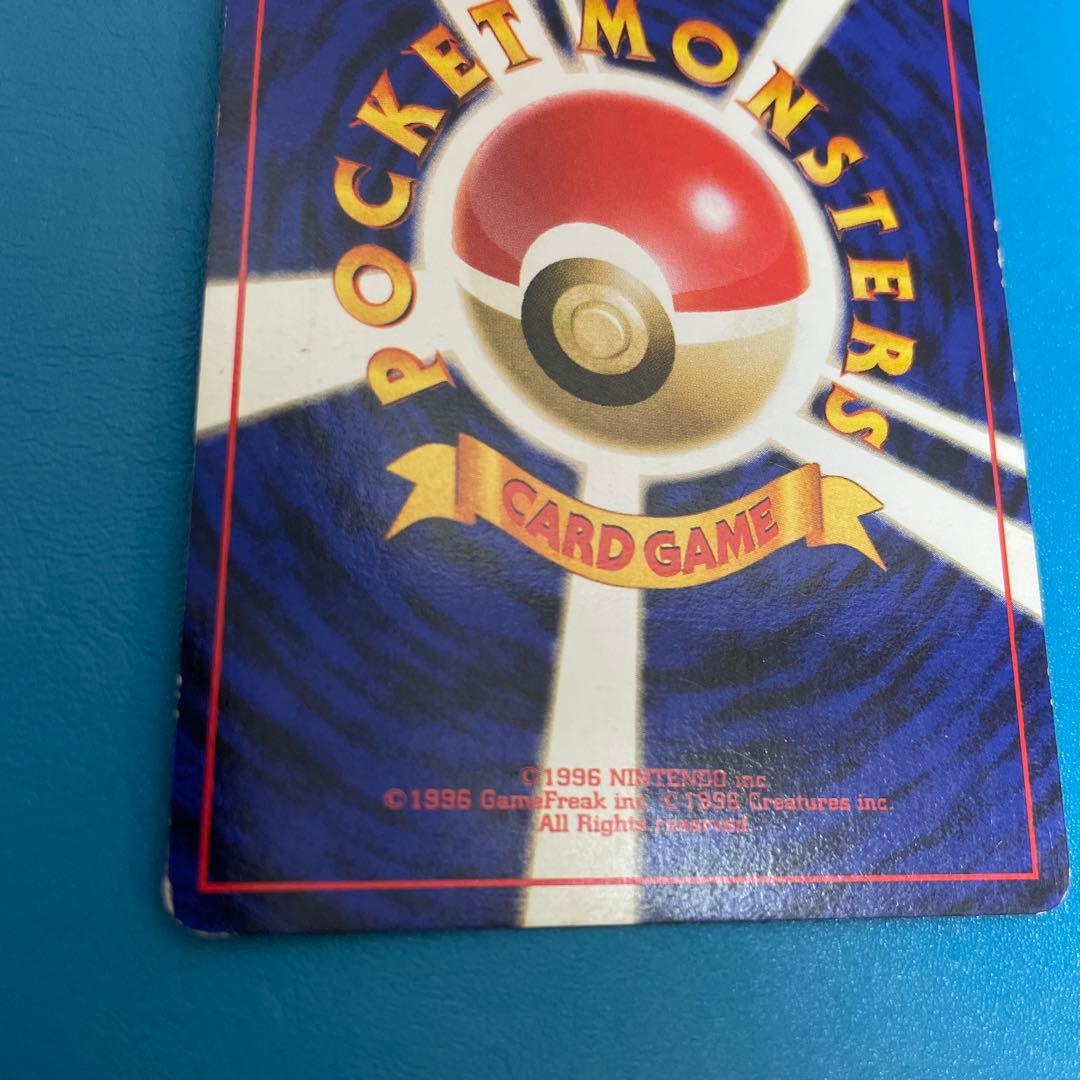 POCKET MONSTERS
CARD GAME
©1996 NINTENDO inc.
©1996 GameFreak inc. ©1996 Creatures inc.
All Rights reserved.